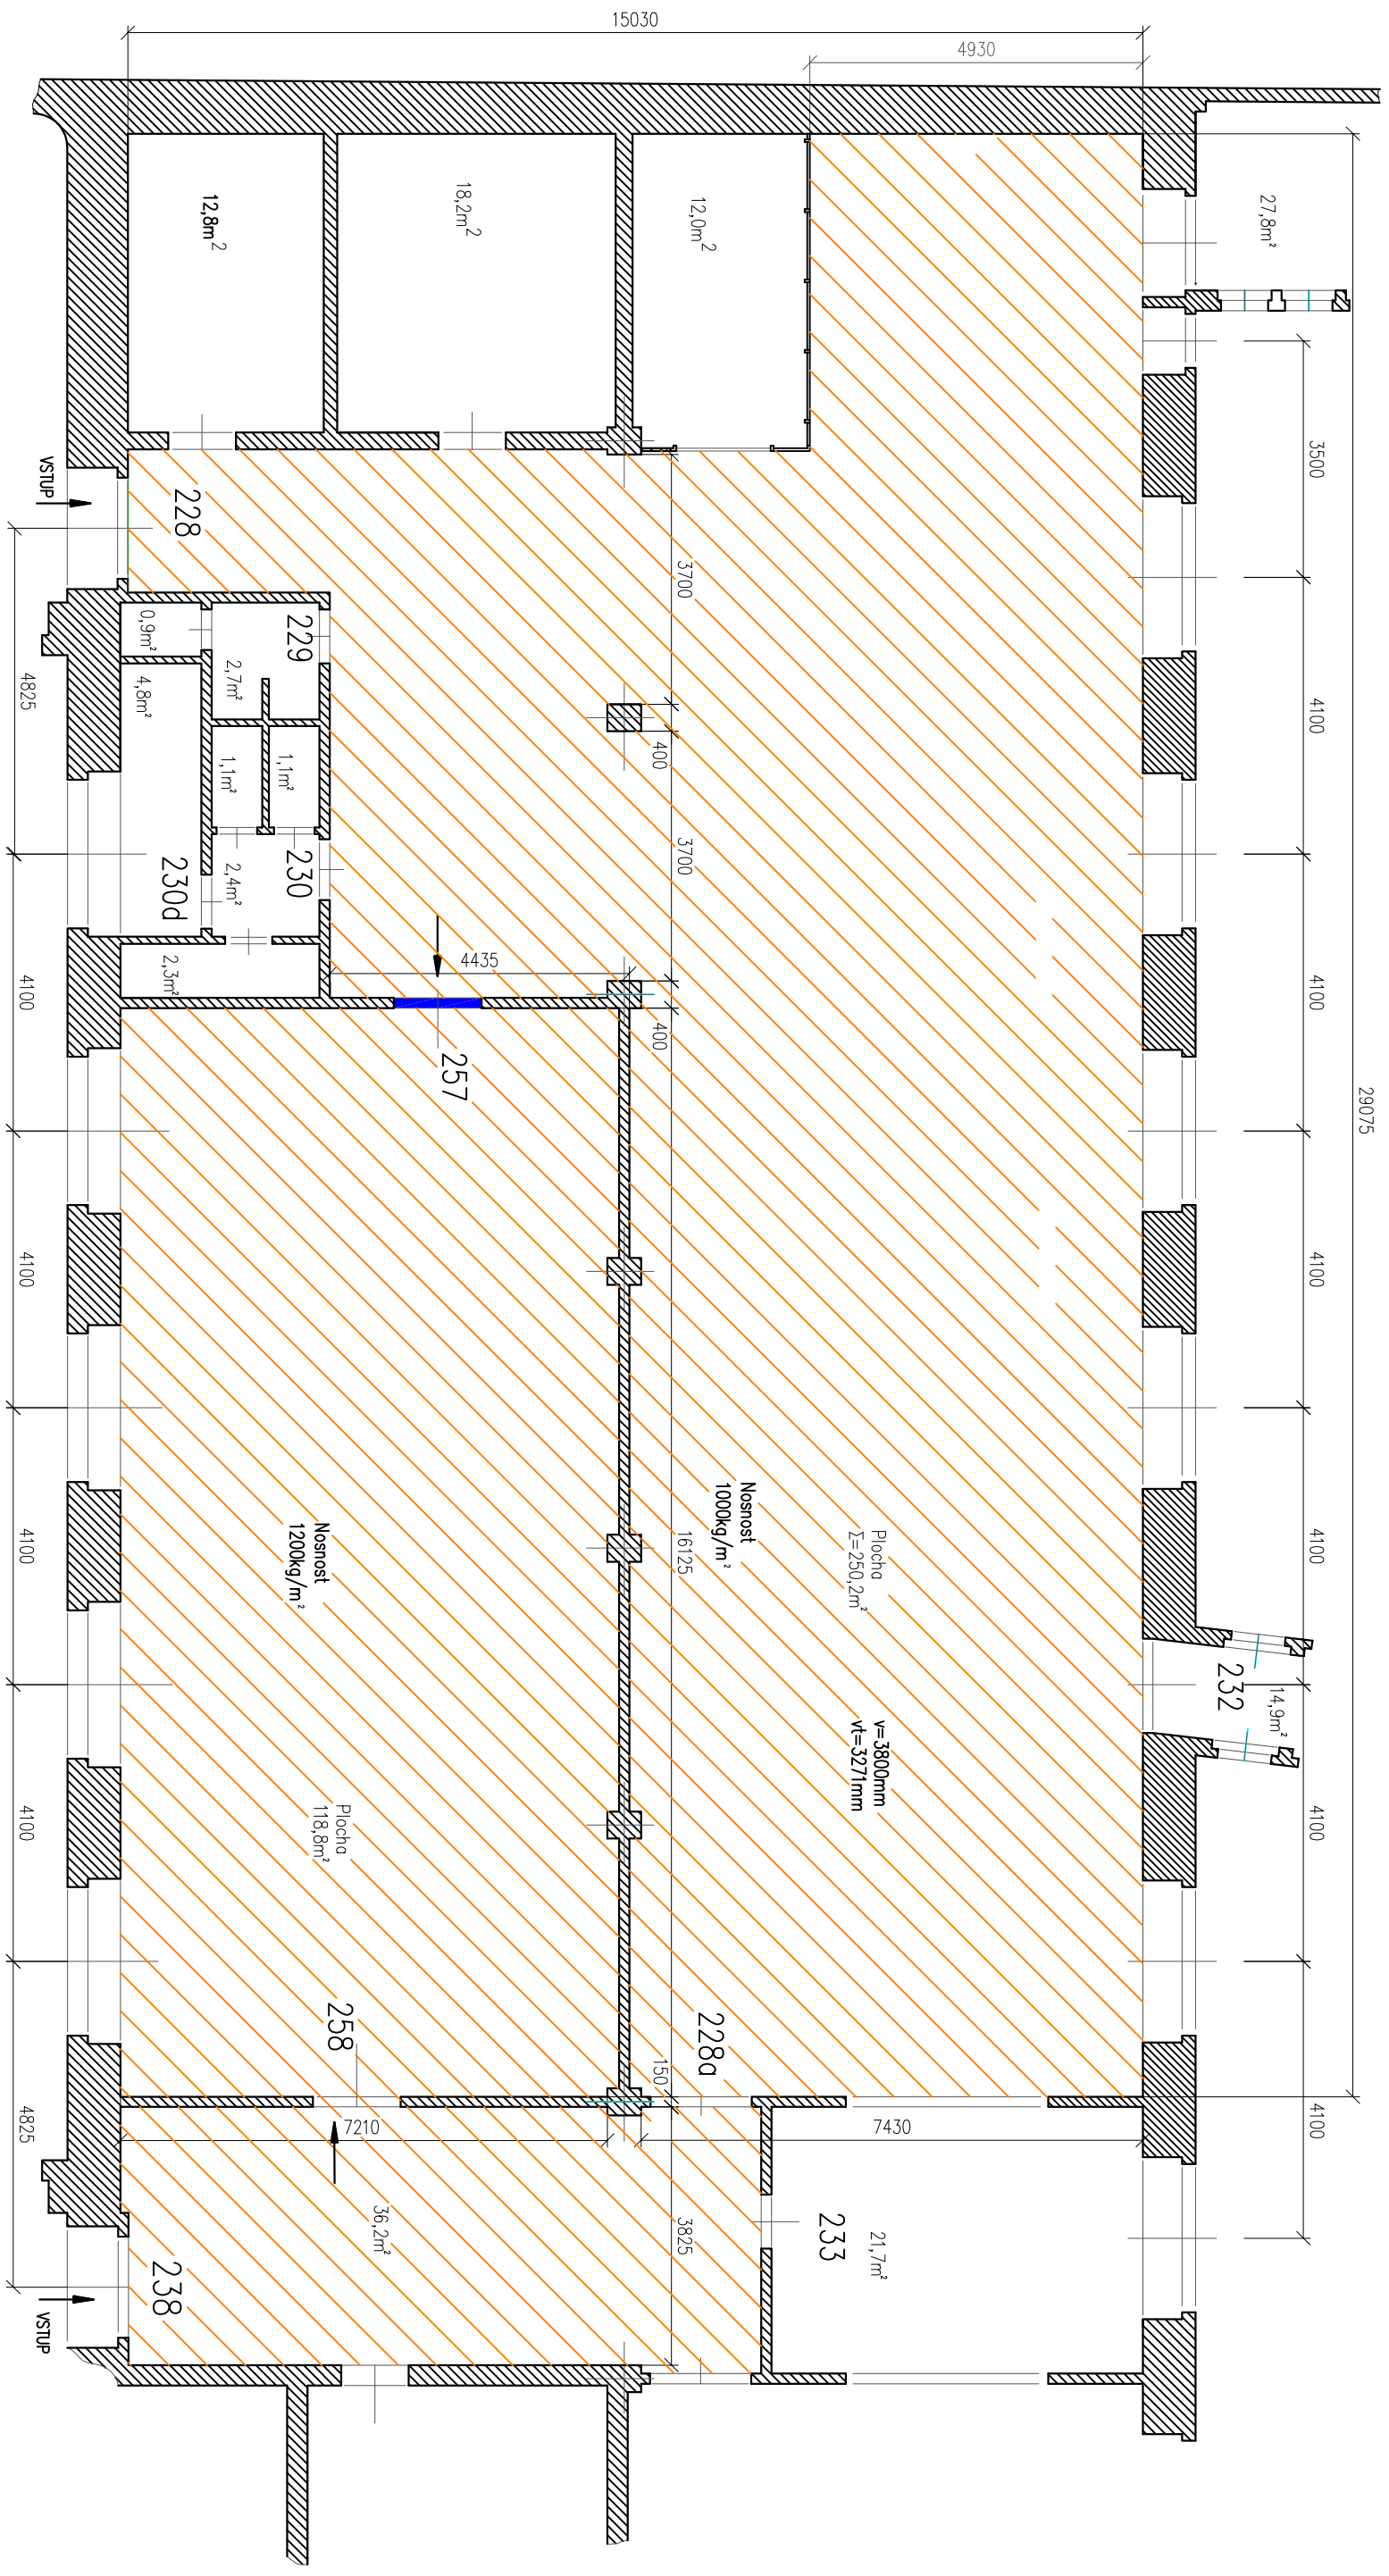 15030
4930
27,8m²
12,8m²
18,2m²
12,0m²
3500
VSTUP
228
3700
229
0,9m²
2,7m²
4,8m²
4825
400
4100
1,1m²
1,1m²
3700
230
2,4m²
230d
2,3m²
4435
4100
4100
400
257
29075
4100
4100
4100
4100
Nosnost
1000kg/m²
Nosnost
1200kg/m²
16125
Plocha
Σ=250,2m²
232
14,9m²
v=3800mm
vt=3271mm
Plocha
118,8m²
4100
4100
258
228a
150
4825
7210
7430
4100
36,2m²
3825
233
21,7m²
238
VSTUP